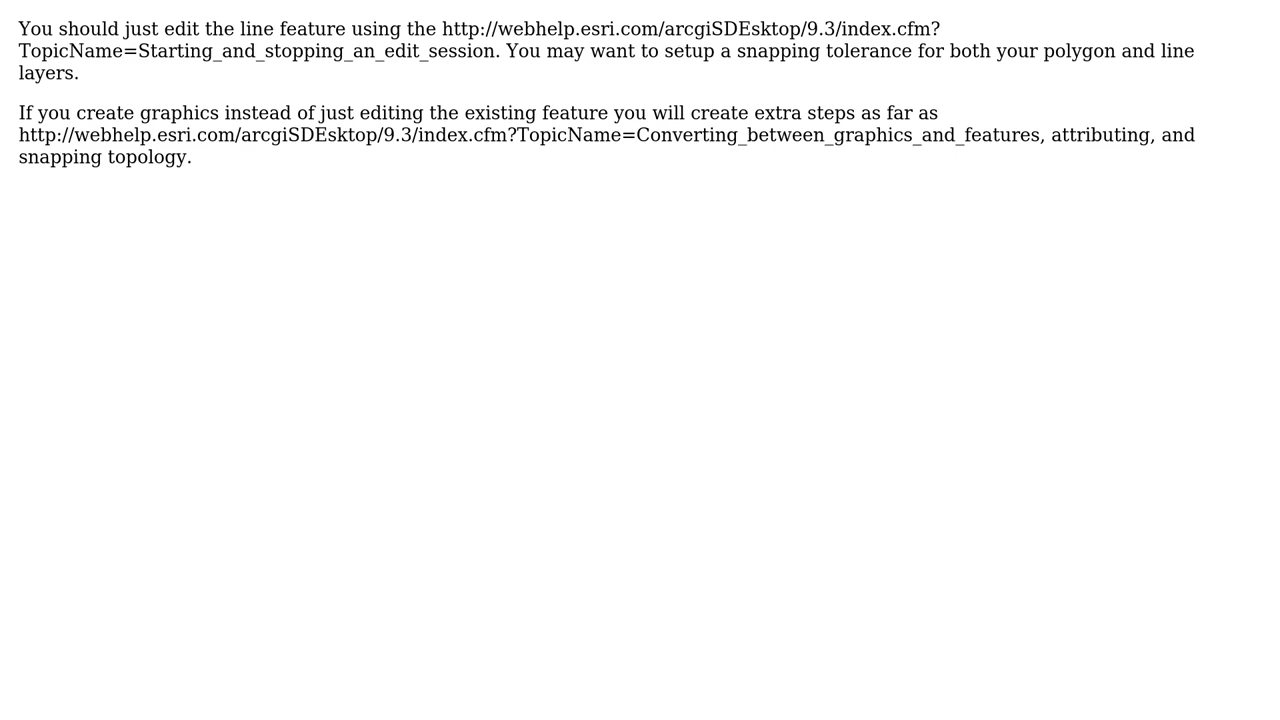 You should just edit the line feature using the http://webhelp.esri.com/arcgiSDEsktop/9.3/index.cfm?
TopicName=Starting_and_stopping_an_edit_session. You may want to setup a snapping tolerance for both your polygon and line
layers.
If you create graphics instead of just editing the existing feature you will create extra steps as far as
http://webhelp.esri.com/arcgiSDEsktop/9.3/index.cfm?TopicName=Converting_between_graphics_and_features, attributing, and
snapping topology.